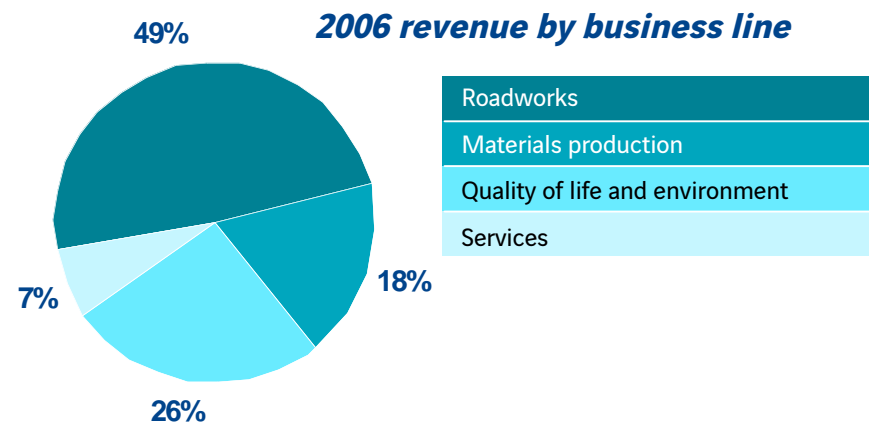 2006 revenue by business line
49%
Roadworks
Materials production
Quality of life and environment
Services
18%
7%
26%